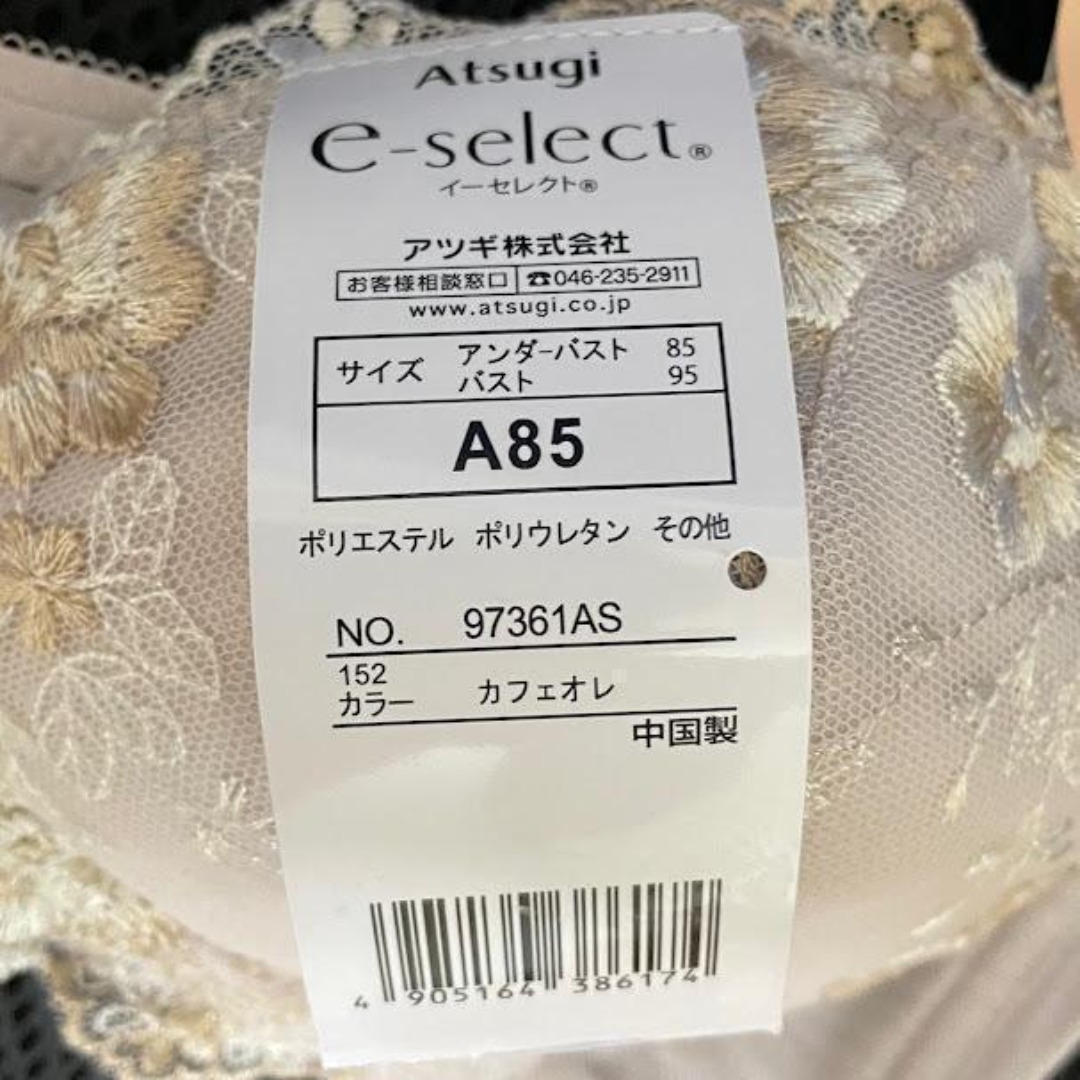 Atsugi
e-select®
イーセレクト®
アツギ株式会社
お客様相談窓口 ☎046-235-2911
www.atsugi.co.jp
サイズ アンダーバスト 85
バスト 95
A85
ポリエステル ポリウレタン その他
NO. 97361AS
152
カラー カフェオレ
中国製
4 905164 386174